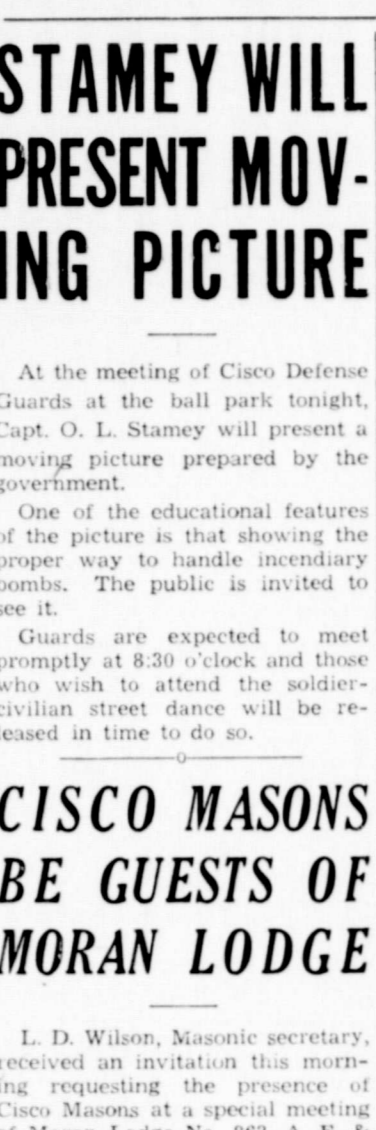 STAMEY WILL
PRESENT MOV-
ING PICTURE
At the meeting of Cisco Defense
Guards at the ball park tonight,
Capt. O. L. Stamey will present a
moving picture prepared by the
government.
One of the educational features
of the picture is that showing the
proper way to handle incendiary
bombs. The public is invited to
see it.
Guards are expected to meet
promptly at 8:30 o'clock and those
who wish to attend the soldier-
civilian street dance will be re-
leased in time to do so.
CISCO MASONS
BE GUESTS OF
MORAN LODGE
L. D. Wilson, Masonic secretary,
received an invitation this morn-
ing requesting the presence of
Cisco Masons at a special meeting
of Moran Lodge No.